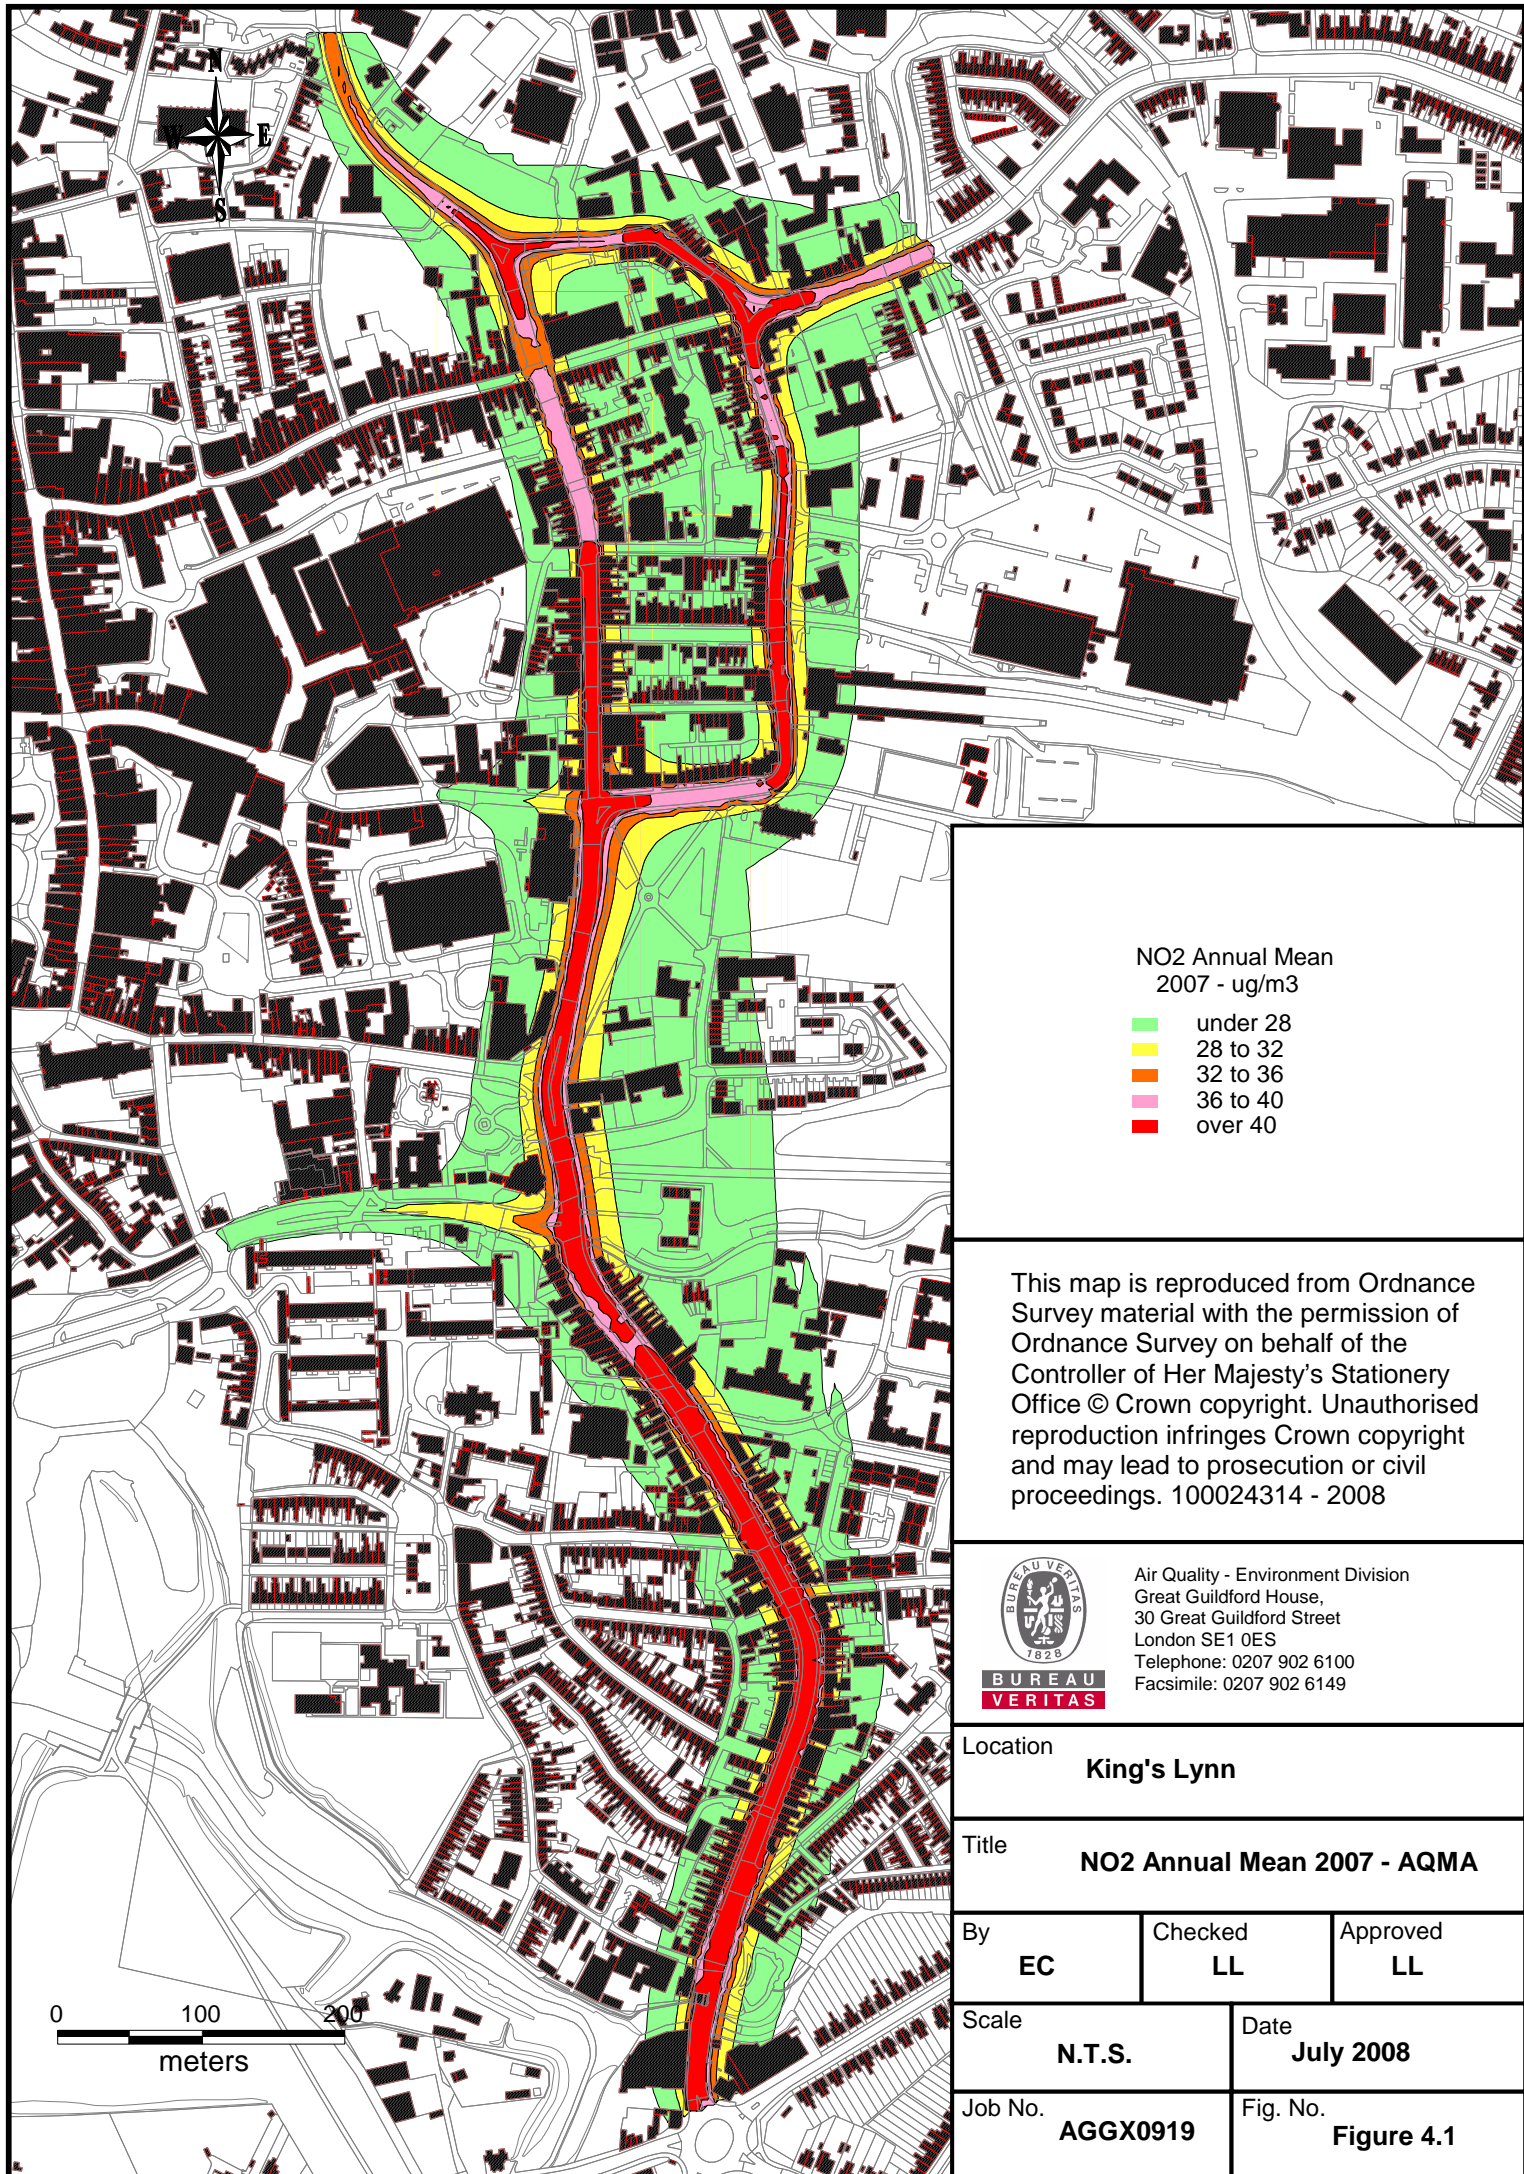 N
W
E
S
NO2 Annual Mean
2007 - ug/m3
under 28
28 to 32
32 to 36
36 to 40
over 40
This map is reproduced from Ordnance
Survey material with the permission of
Ordnance Survey on behalf of the
Controller of Her Majesty's Stationery
Office © Crown copyright. Unauthorised
reproduction infringes Crown copyright
and may lead to prosecution or civil
proceedings. 100024314 - 2008
BUREAU VERITAS
1828
BUREAU
VERITAS
Air Quality - Environment Division
Great Guildford House,
30 Great Guildford Street
London SE1 0ES
Telephone: 0207 902 6100
Facsimile: 0207 902 6149
Location
King's Lynn
Title
NO2 Annual Mean 2007 - AQMA
By
EC
Checked
LL
Approved
LL
Scale
N.T.S.
Date
July 2008
Job No.
AGGX0919
Fig. No.
Figure 4.1
0 100 200
meters